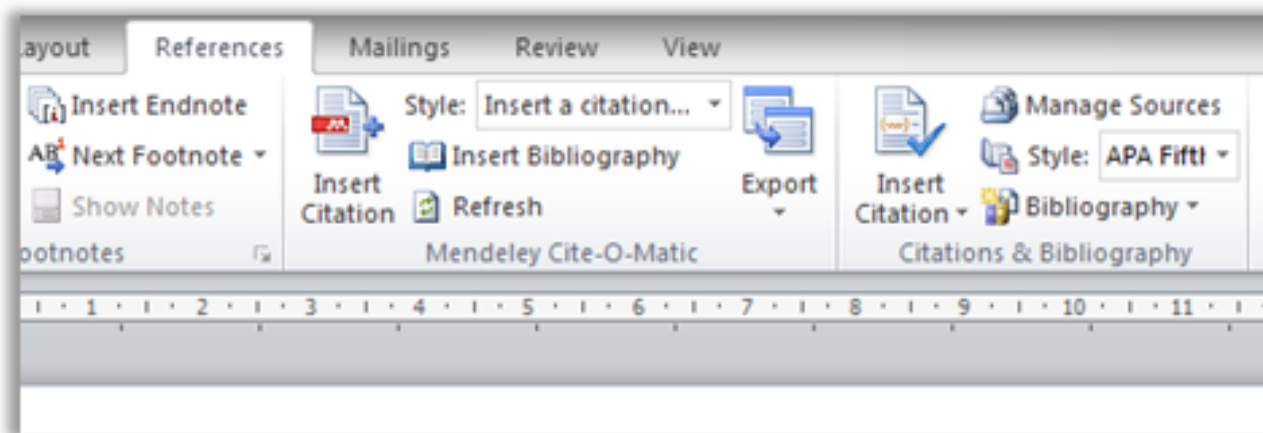 ayout References Mailings Review View
Insert Endnote Style: Insert a citation... Manage Sources
AB¹ Next Footnote Insert Bibliography Style: APA Fiftl
Insert Citation Export Insert Citation
Show Notes Refresh Bibliography
ootnotes Mendeley Cite-O-Matic Citations & Bibliography
1 2 3 4 5 6 7 8 9 10 11